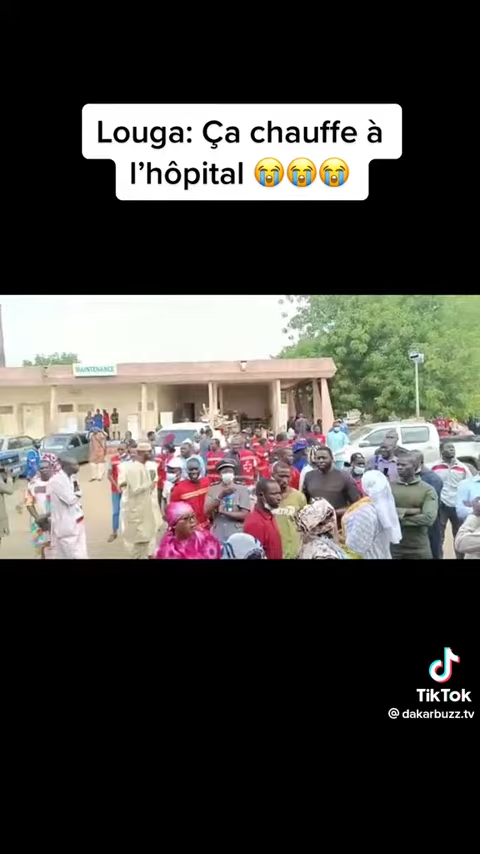 Louga: Ça chauffe à
l'hôpital 😭😭😭
MAINTENANCE
TikTok
@dakarbuzz.tv